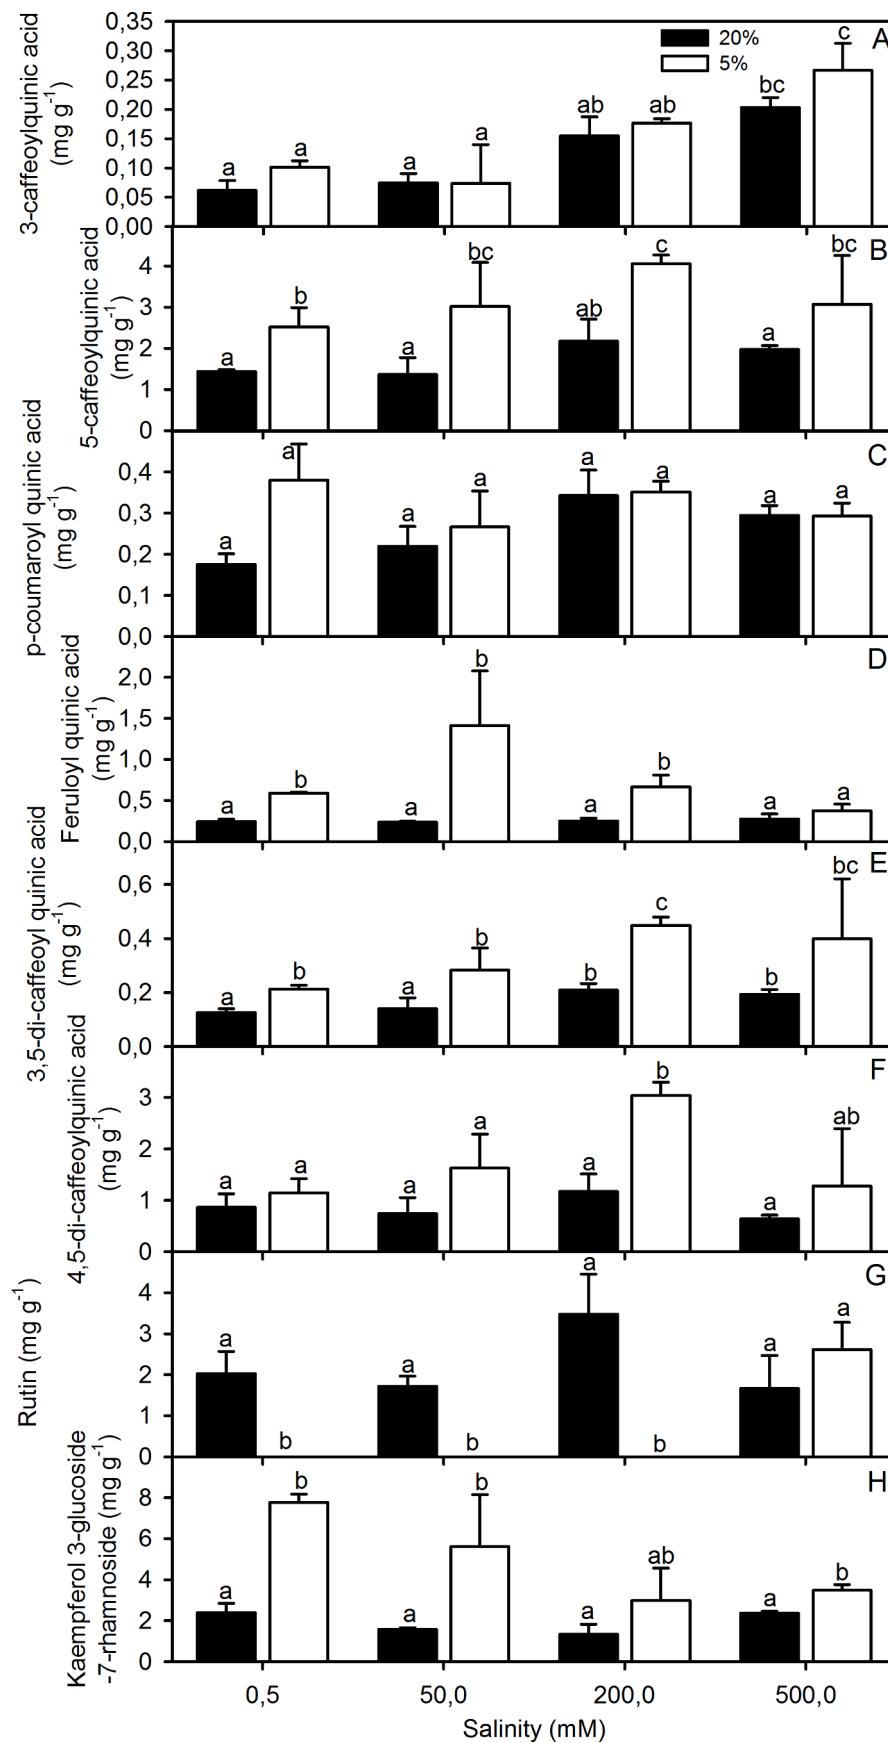 3-caffeoylquinic acid
(mg g-1)
0,35
0,30
0,25
0,20
0,15
0,10
0,05
0,00
20%
5%
A
a
a
a
a
ab
ab
bc
c
5-caffeoylquinic acid
(mg g-1)
4
3
2
1
0
B
a
b
a
bc
ab
c
a
bc
p-coumaroyl quinic acid
(mg g-1)
0,4
0,3
0,2
0,1
0,0
C
a
a
a
a
a
a
a
a
Feruloyl quinic acid
(mg g-1)
2,0
1,5
1,0
0,5
0,0
D
a
b
a
b
a
b
a
a
3,5-di-caffeoyl quinic acid
(mg g-1)
0,6
0,4
0,2
0,0
E
a
b
a
b
b
c
b
bc
4,5-di-caffeoylquinic acid
(mg g-1)
3
2
1
0
F
a
a
a
a
a
b
a
ab
Rutin (mg g-1)
4
3
2
1
0
G
a
b
a
b
a
b
a
a
Kaempferol 3-glucoside
-7-rhamnoside (mg g-1)
8
6
4
2
0
H
a
b
a
b
a
ab
a
b
0,5 50,0 200,0 500,0
Salinity (mM)